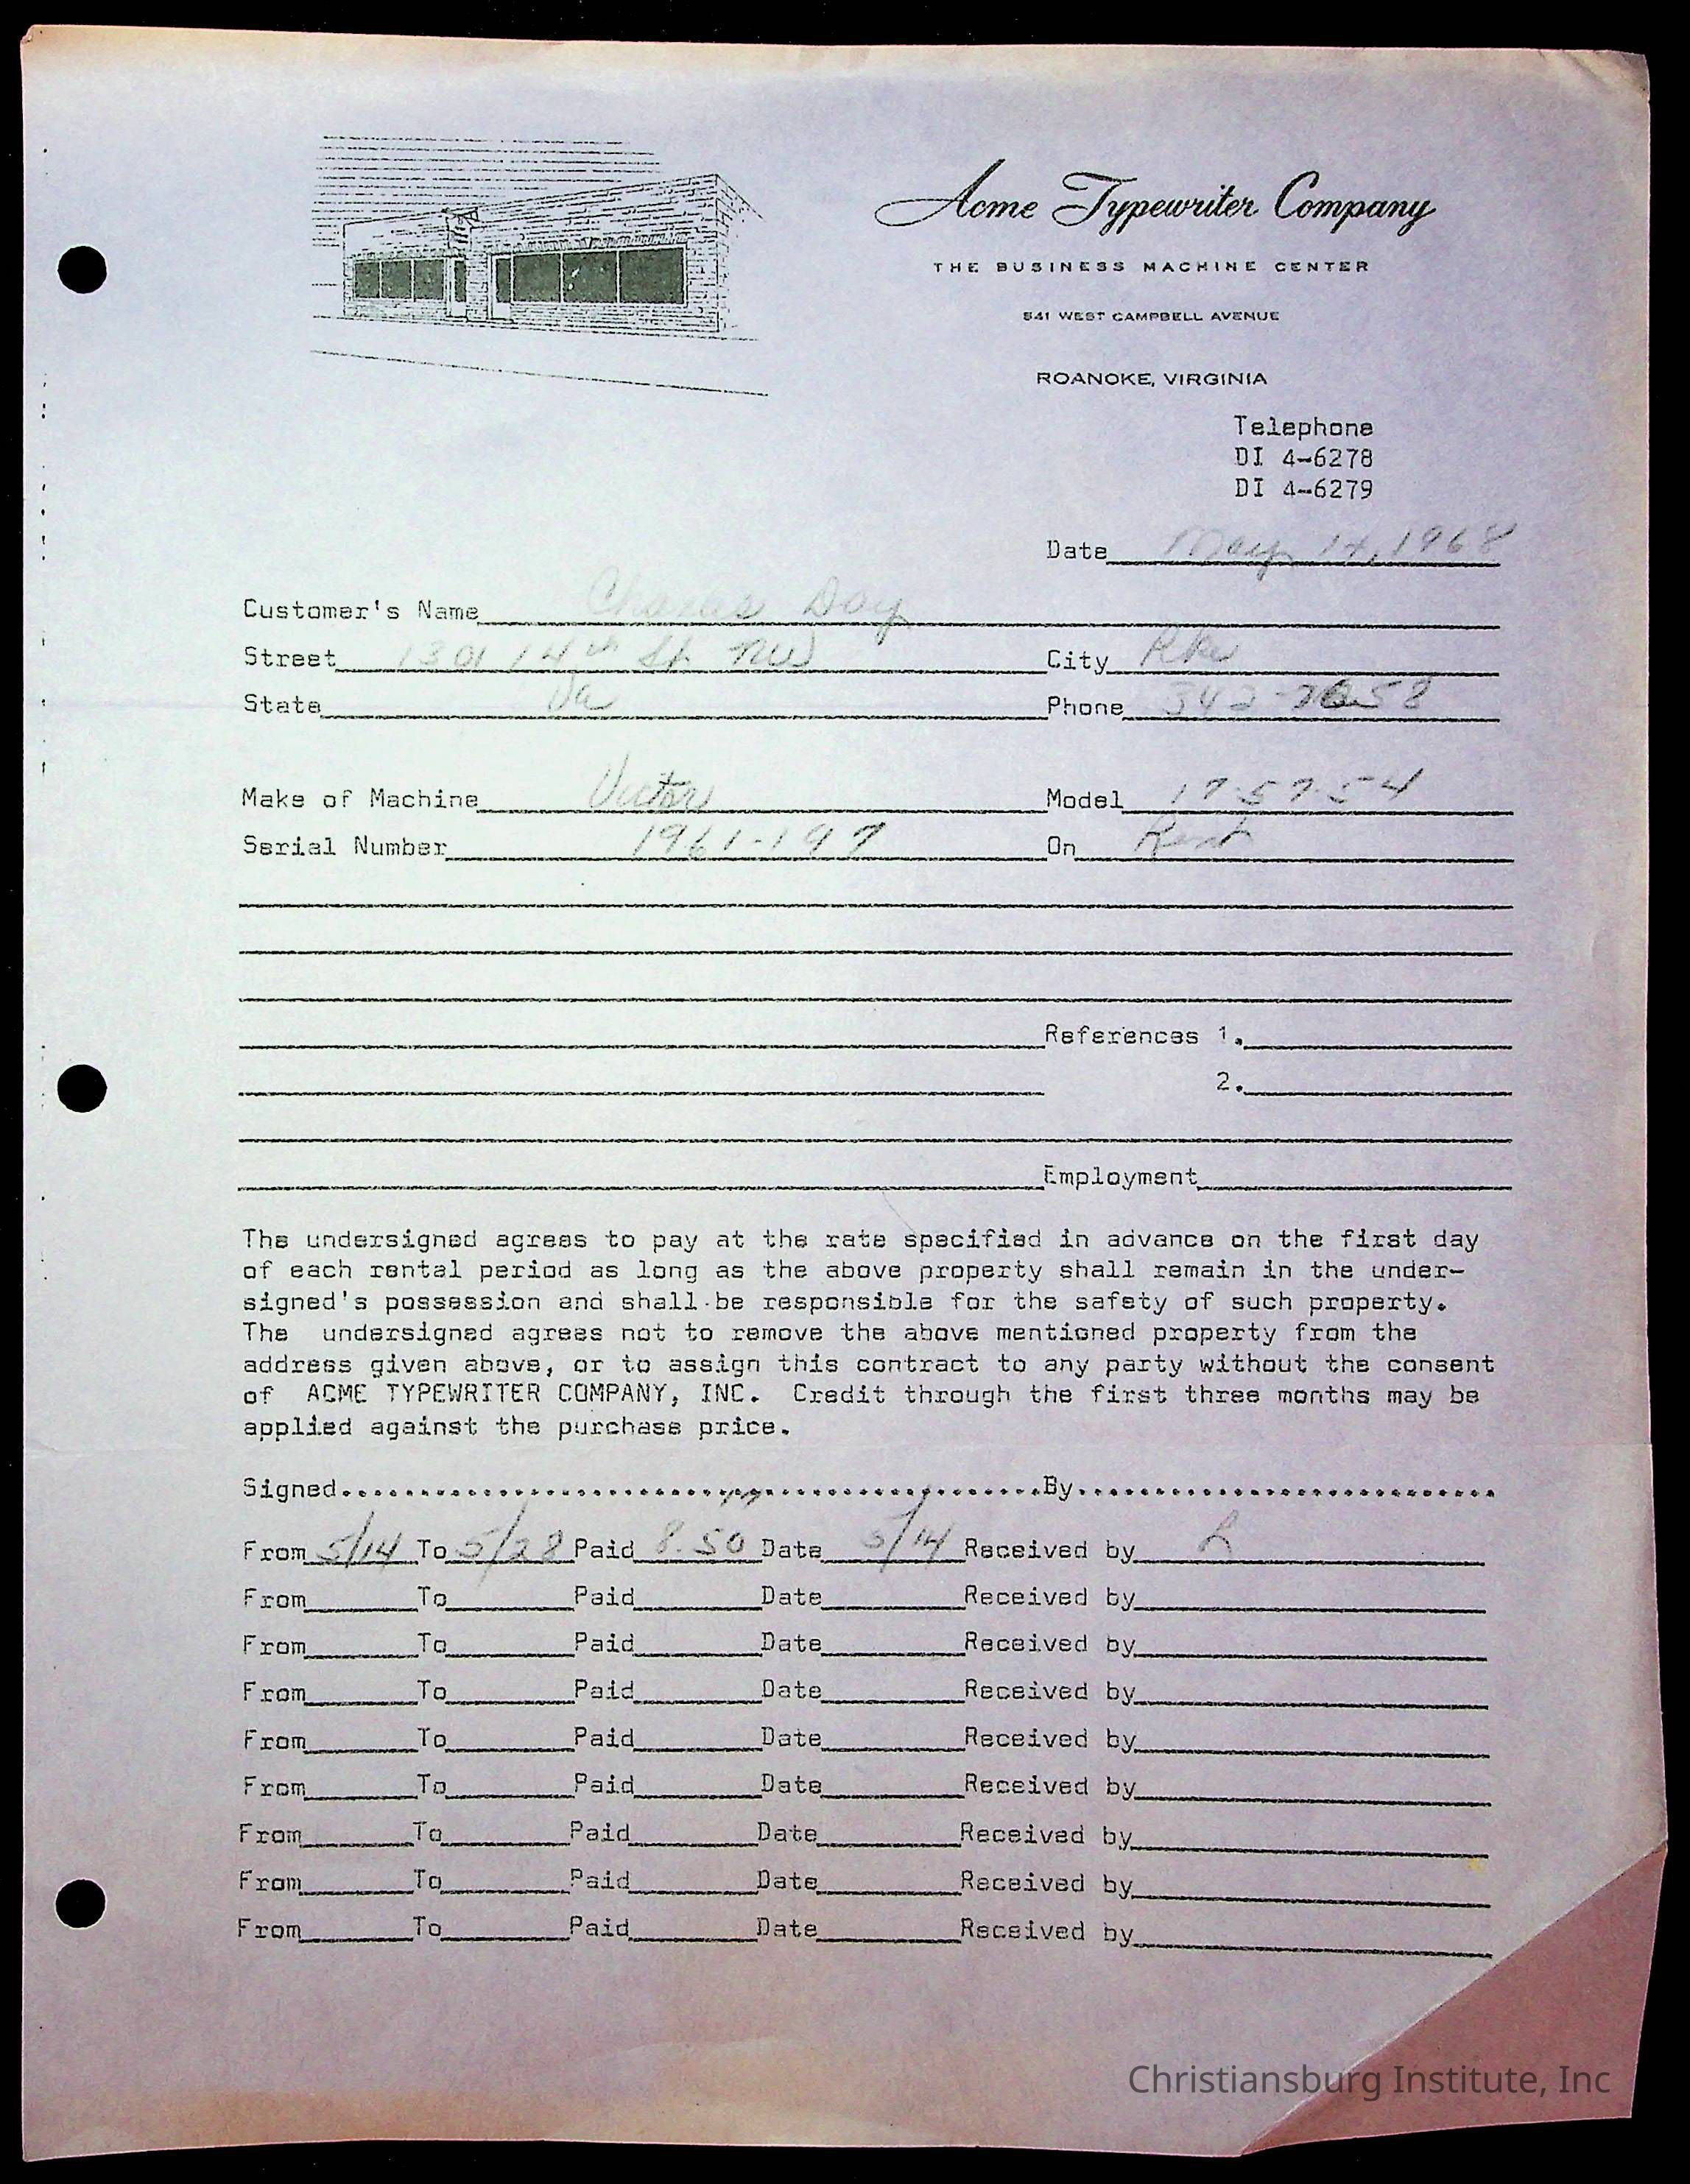 Acme Typewriter Company
THE BUSINESS MACHINE CENTER
541 WEST CAMPBELL AVENUE
ROANOKE, VIRGINIA
Telephone
DI 4-6278
DI 4-6279
Date May 14, 1968
Customer's Name Charles Day
Street 1301 14th St. NW City Rke
State Va Phone 342-
Make of Machine Victor Model 17-57-54
Serial Number 1961-197 On Rent
References 1.
2.
Employment
The undersigned agrees to pay at the rate specified in advance on the first day
of each rental period as long as the above property shall remain in the under-
signed's possession and shall be responsible for the safety of such property.
The undersigned agrees not to remove the above mentioned property from the
address given above, or to assign this contract to any party without the consent
of ACME TYPEWRITER COMPANY, INC. Credit through the first three months may be
applied against the purchase price.
Signed By
From 5/14 To 5/28 Paid 8.50 Date 5/14 Received by
From To Paid Date Received by
From To Paid Date Received by
From To Paid Date Received by
From To Paid Date Received by
From To Paid Date Received by
From To Paid Date Received by
From To Paid Date Received by
From To Paid Date Received by
Christiansburg Institute, Inc